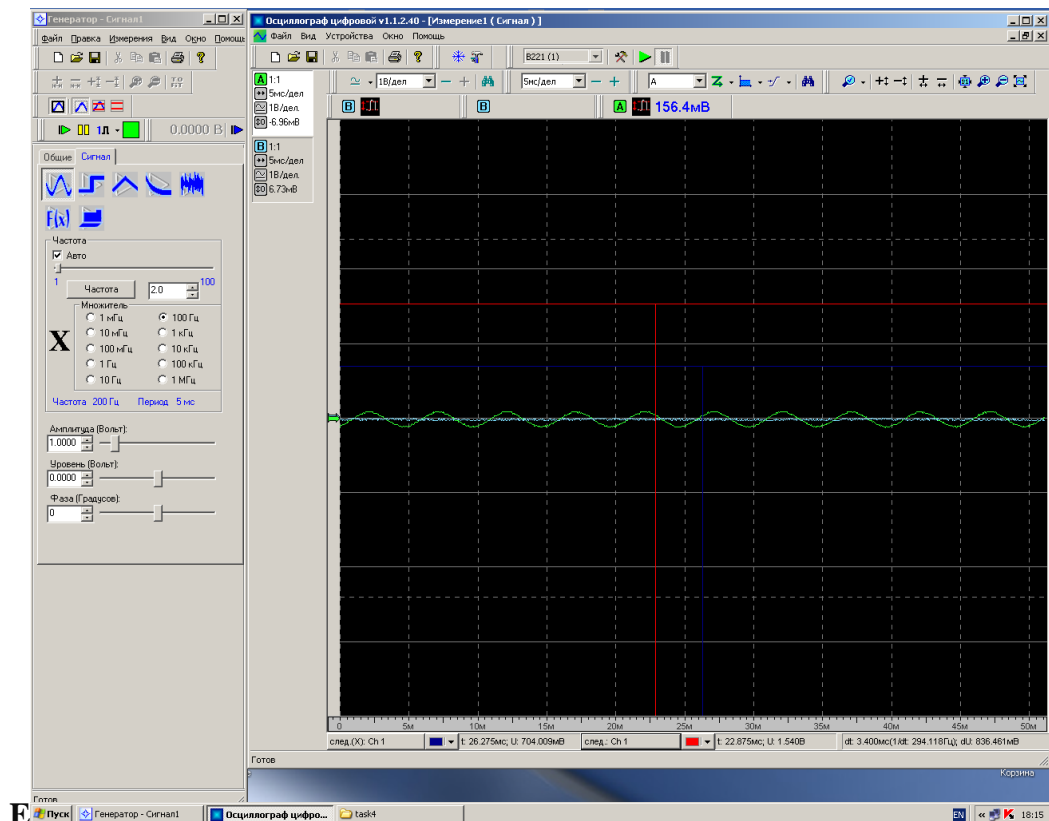 Генератор - Сигнал1
Файл Правка Измерения Вид Окно Помощь
0.0000 В
Общие Сигнал
F(x)
Частота
Авто
1 100
Частота 2.0
Множитель
X
1 мГц 100 Гц
10 мГц 1 кГц
100 мГц 10 кГц
1 Гц 100 кГц
10 Гц 1 МГц
Частота 200 Гц Период 5 мс
Амплитуда (Вольт):
1.0000
Уровень (Вольт):
0.0000
Фаза (Градусов):
0
Готов
Осциллограф цифровой v1.1.2.40 - [Измерение1 ( Сигнал ) ]
Файл Вид Устройства Окно Помощь
B221 (1)
1В/дел 5мс/дел A
B B A 156.4мВ
A 1:1
5мс/дел
1В/дел.
-6.96мВ
B 1:1
5мс/дел
1В/дел.
6.73мВ
0 5м 10м 15м 20м 25м 30м 35м 40м 45м 50м
след.(X): Ch 1 t: 26.275мс; U: 704.009мВ след.: Ch 1 t: 22.875мс; U: 1.540В dt: 3.400мс(1/dt: 294.118Гц); dU: 836.461мВ
Готов
Корзина
Пуск Генератор - Сигнал1 Осциллограф цифро... task4 EN 18:15